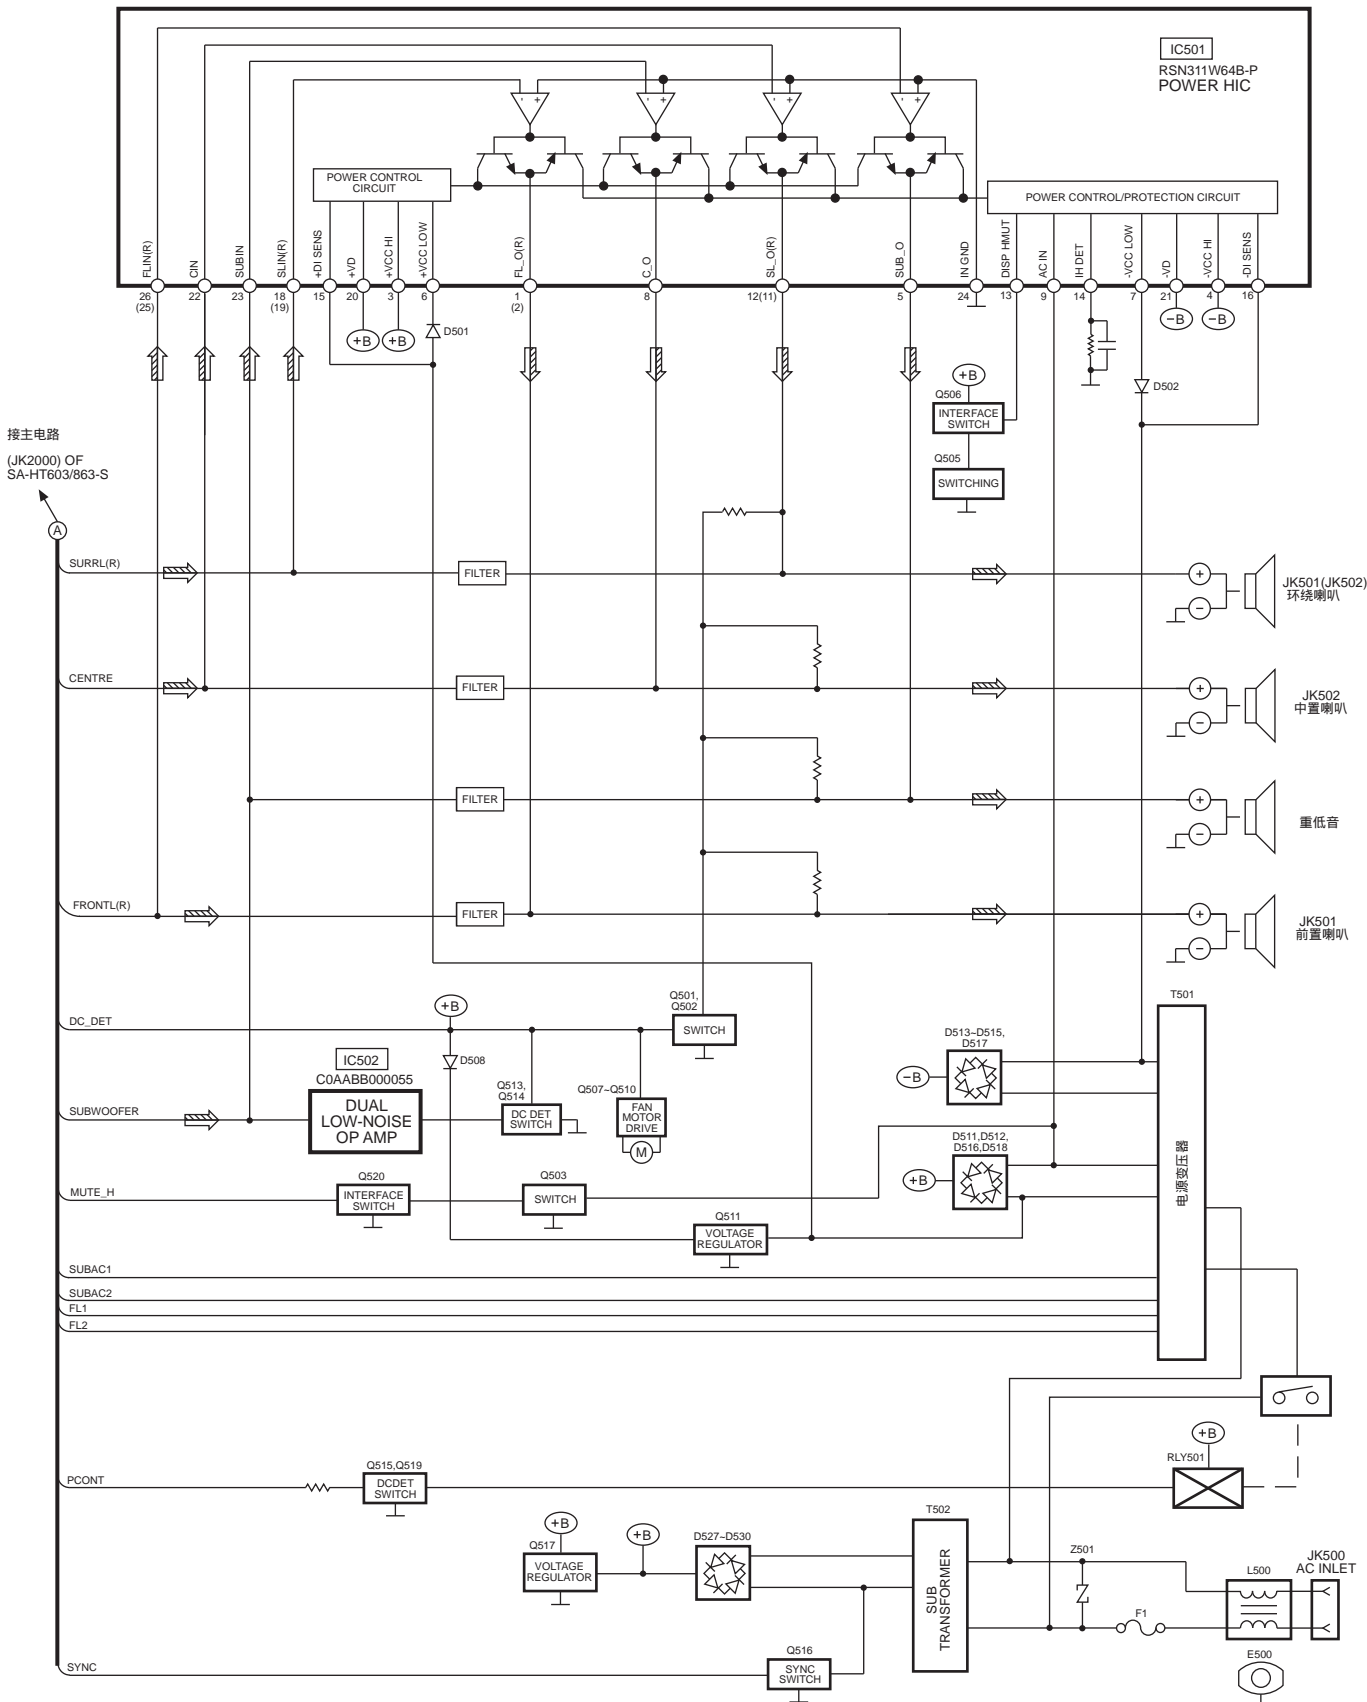 IC501
RSN311W64B-P
POWER HIC
- +
- +
- +
- +
POWER CONTROL
CIRCUIT
POWER CONTROL/PROTECTION CIRCUIT
FLIN(R)
CIN
SUBIN
SLIN(R)
+DI SENS
+VD
+VCC HI
+VCC LOW
FL_O(R)
C_O
SL_O(R)
SUB_O
IN GND
DISP HMUT
AC IN
IH DET
-VCC LOW
-VD
-VCC HI
-DI SENS
26
(25)
22
23
18
(19)
15
20
3
6
1
(2)
8
12(11)
5
24
13
9
14
7
21
4
16
+B
+B
D501
−B
−B
D502
+B
Q506
INTERFACE
SWITCH
Q505
SWITCHING
接主电路
(JK2000) OF
SA-HT603/863-S
A
SURRL(R)
FILTER
+
−
JK501(JK502)
环绕喇叭
CENTRE
FILTER
+
−
JK502
中置喇叭
FILTER
+
−
重低音
FRONTL(R)
FILTER
+
−
JK501
前置喇叭
DC_DET
+B
D508
Q501,
Q502
SWITCH
T501
电源变压器
D513~D515,
D517
−B
IC502
C0AABB000055
SUBWOOFER
DUAL
LOW-NOISE
OP AMP
Q513,
Q514
DC DET
SWITCH
Q507~Q510
FAN
MOTOR
DRIVE
M
D511,D512,
D516,D518
+B
MUTE_H
Q520
INTERFACE
SWITCH
Q503
SWITCH
Q511
VOLTAGE
REGULATOR
SUBAC1
SUBAC2
FL1
FL2
+B
RLY501
PCONT
Q515,Q519
DCDET
SWITCH
T502
SUB
TRANSFORMER
+B
Q517
VOLTAGE
REGULATOR
+B
D527~D530
Z501
F1
L500
JK500
AC INLET
E500
SYNC
Q516
SYNC
SWITCH